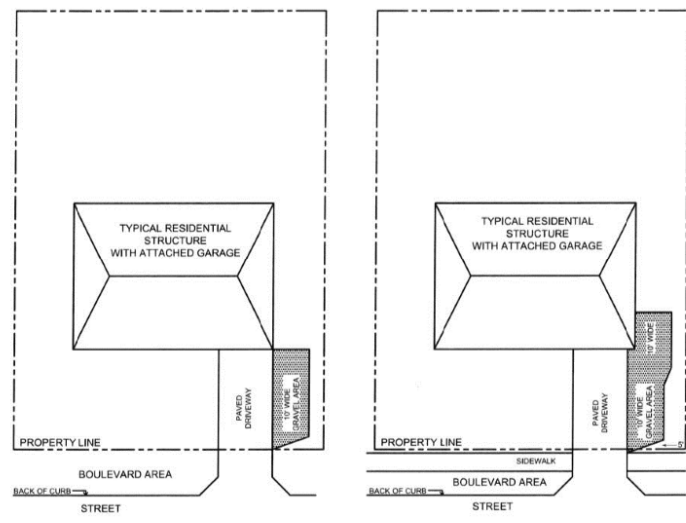 TYPICAL RESIDENTIAL
STRUCTURE
WITH ATTACHED GARAGE
PAVED
DRIVEWAY
10' WIDE
GRAVEL AREA
PROPERTY LINE
BOULEVARD AREA
BACK OF CURB
STREET
TYPICAL RESIDENTIAL
STRUCTURE
WITH ATTACHED GARAGE
10' WIDE
PAVED
DRIVEWAY
10' WIDE
GRAVEL AREA
PROPERTY LINE
5'
SIDEWALK
BOULEVARD AREA
BACK OF CURB
STREET